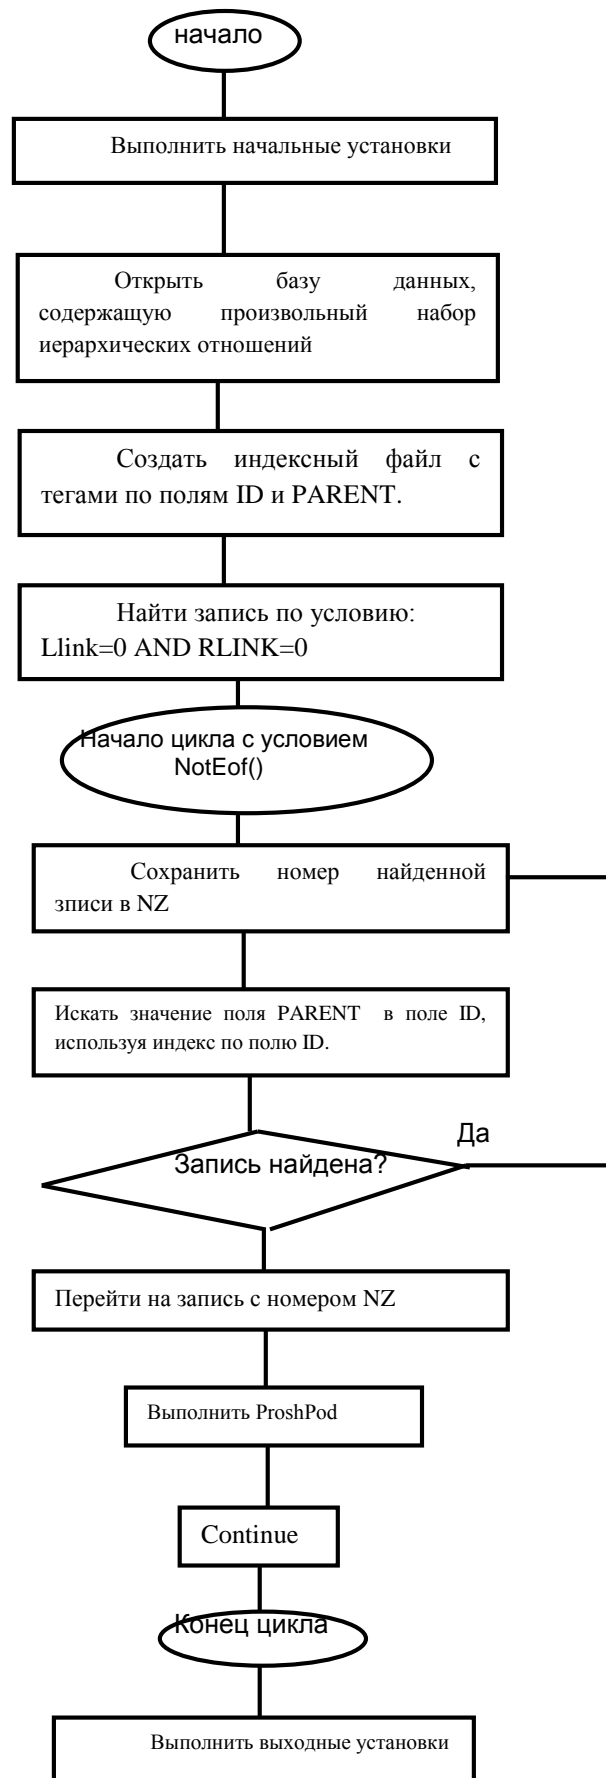 начало
Выполнить начальные установки
Открыть базу данных,
содержащую произвольный набор
иерархических отношений
Создать индексный файл с
тегами по полям ID и PARENT.
Найти запись по условию:
Llink=0 AND RLINK=0
Начало цикла с условием
NotEof()
Сохранить номер найденной
зписи в NZ
Искать значение поля PARENT в поле ID,
используя индекс по полю ID.
Да
Запись найдена?
Перейти на запись с номером NZ
Выполнить ProshPod
Continue
Конец цикла
Выполнить выходные установки